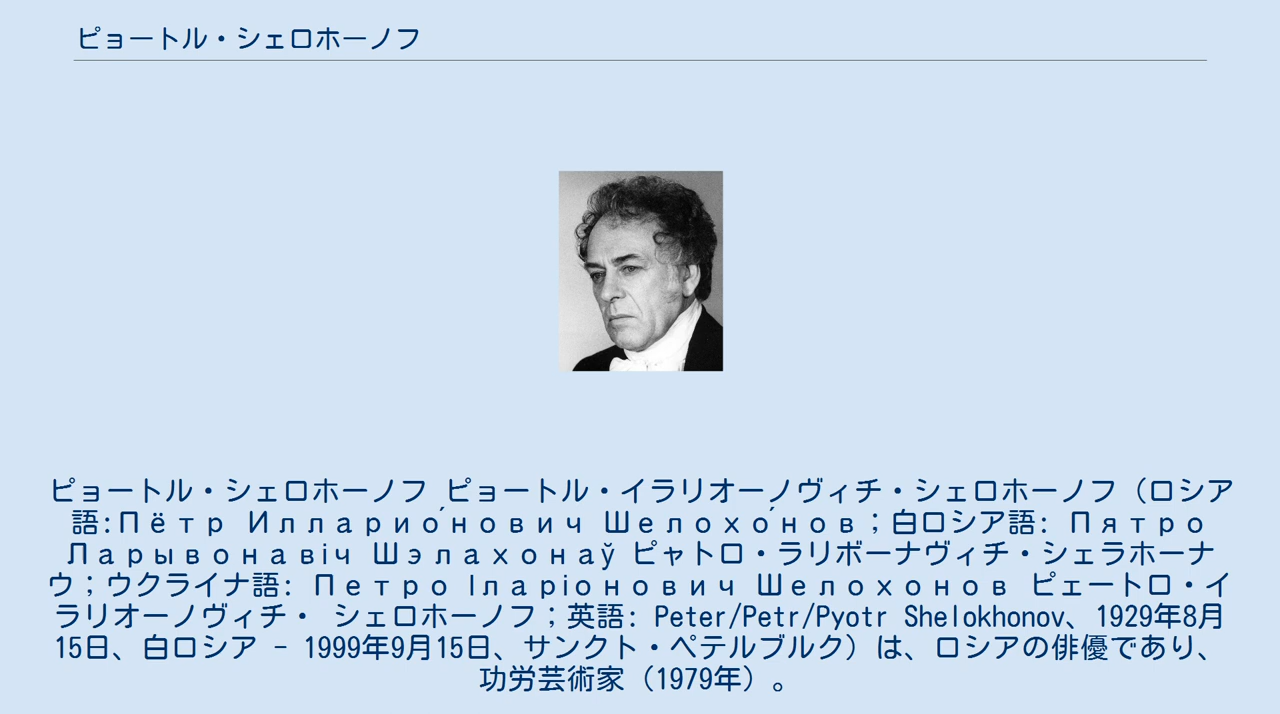 ピョートル・シェロホーノフ
ピョートル・シェロホーノフ ピョートル・イラリオーノヴィチ・シェロホーノフ（ロシア
語:Пётр Илларио́нович Шелохо́нов；白ロシア語: Пятро
Ларывонавіч Шэлахонаў ピャトロ・ラリボーナヴィチ・シェラホーナ
ウ；ウクライナ語: Петро Іларіонович Шелохонов ピェートロ・イ
ラリオーノヴィチ・ シェロホーノフ；英語: Peter/Petr/Pyotr Shelokhonov、1929年8月
15日、白ロシア - 1999年9月15日、サンクト・ペテルブルク）は、ロシアの俳優であり、
功労芸術家（1979年）。